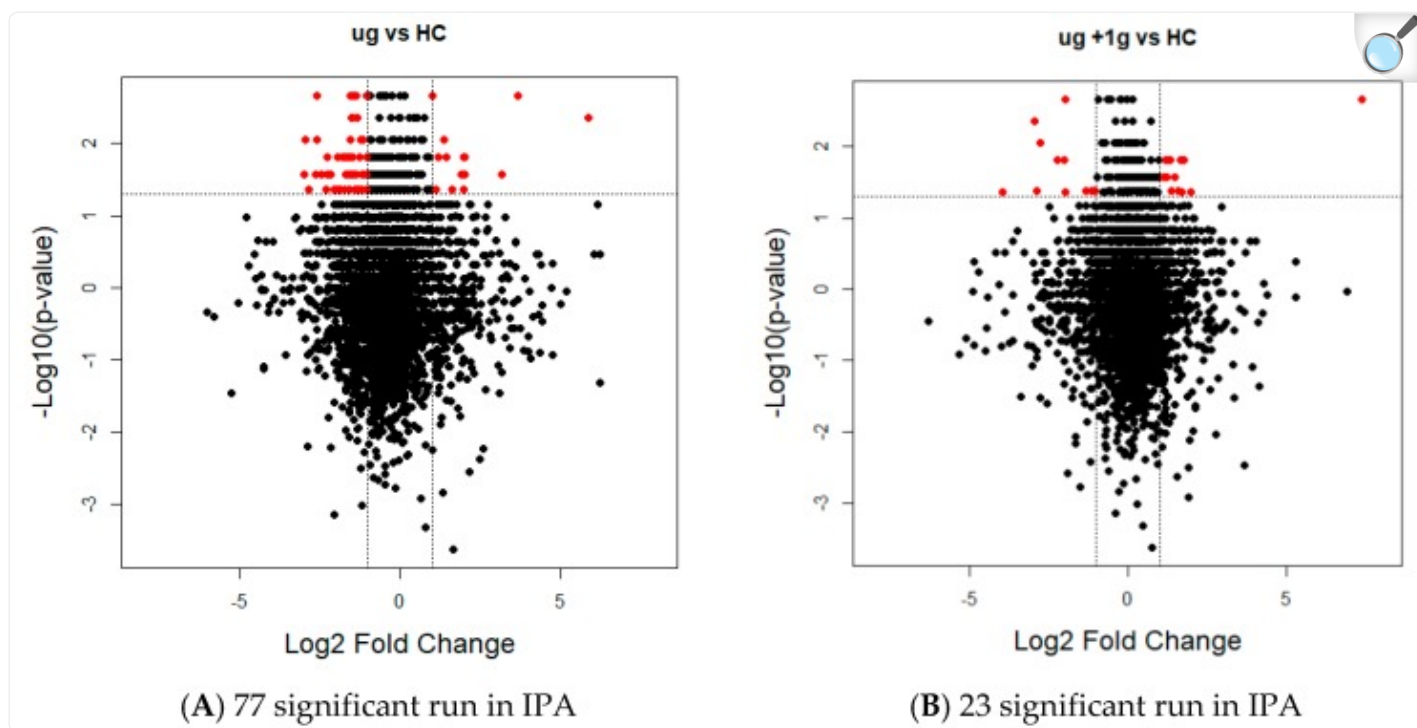 ug vs HC
ug +1g vs HC
-Log10(p-value)
2
1
0
-1
-2
-3
-5
0
5
Log2 Fold Change
-Log10(p-value)
2
1
0
-1
-2
-3
-5
0
5
Log2 Fold Change
(A) 77 significant run in IPA
(B) 23 significant run in IPA